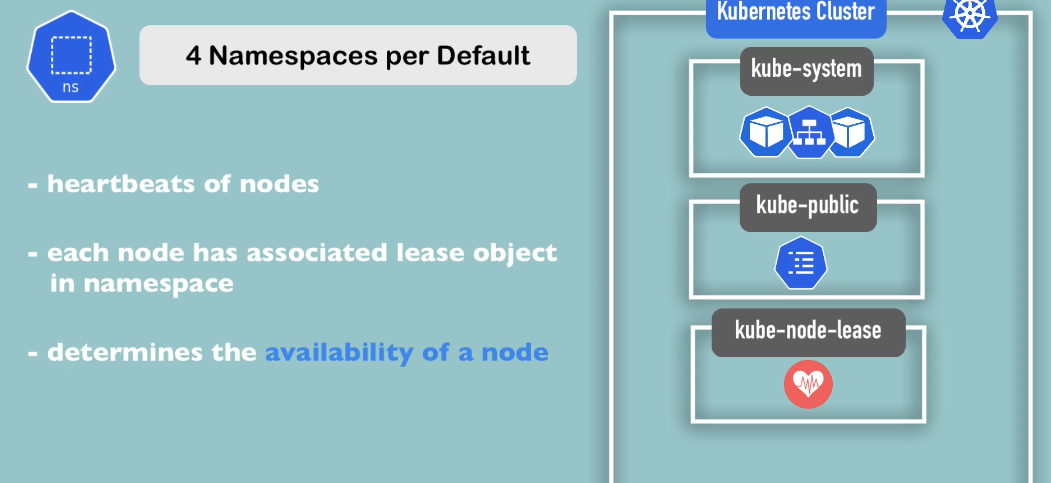 ns
4 Namespaces per Default
- heartbeats of nodes
- each node has associated lease object
in namespace
- determines the availability of a node
Kubernetes Cluster
kube-system
kube-public
kube-node-lease